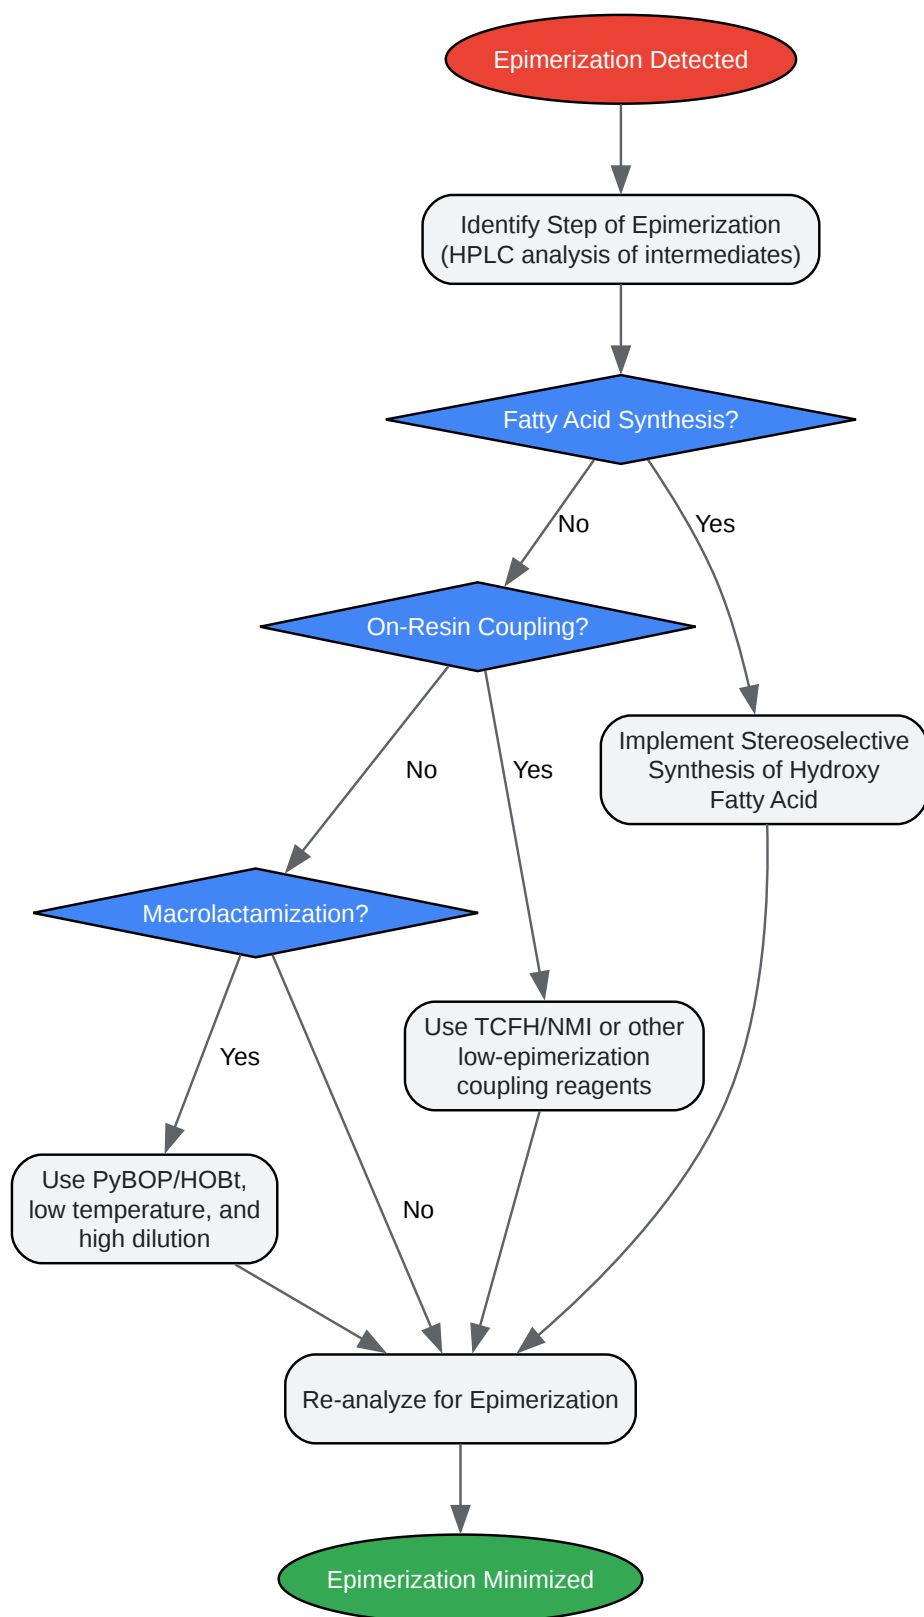 Epimerization Detected
Identify Step of Epimerization
(HPLC analysis of intermediates)
Fatty Acid Synthesis?
No
Yes
On-Resin Coupling?
No
Yes
Implement Stereoselective
Synthesis of Hydroxy
Fatty Acid
Macrolactamization?
Yes
No
Use TCFH/NMI or other
low-epimerization
coupling reagents
Use PyBOP/HOBt,
low temperature, and
high dilution
Re-analyze for Epimerization
Epimerization Minimized